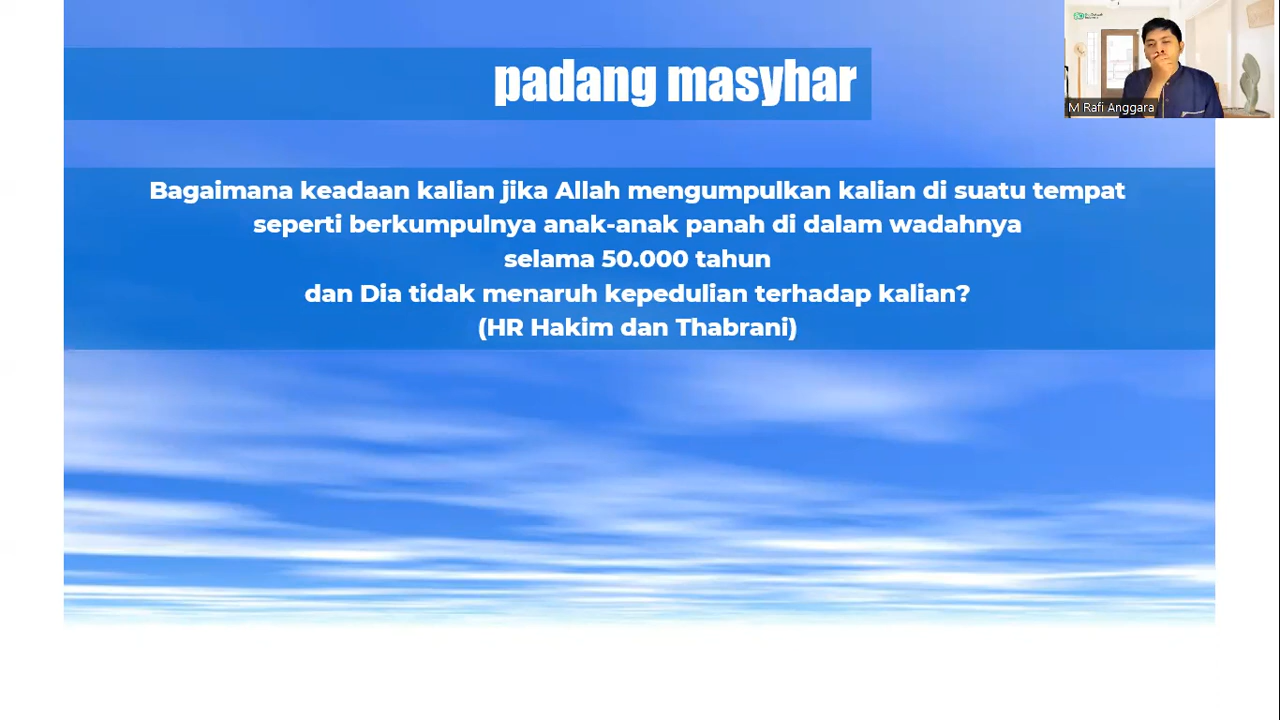 padang masyhar
Bagaimana keadaan kalian jika Allah mengumpulkan kalian di suatu tempat
seperti berkumpulnya anak-anak panah di dalam wadahnya
selama 50.000 tahun
dan Dia tidak menaruh kepedulian terhadap kalian?
(HR Hakim dan Thabrani)
M Rafi Anggara